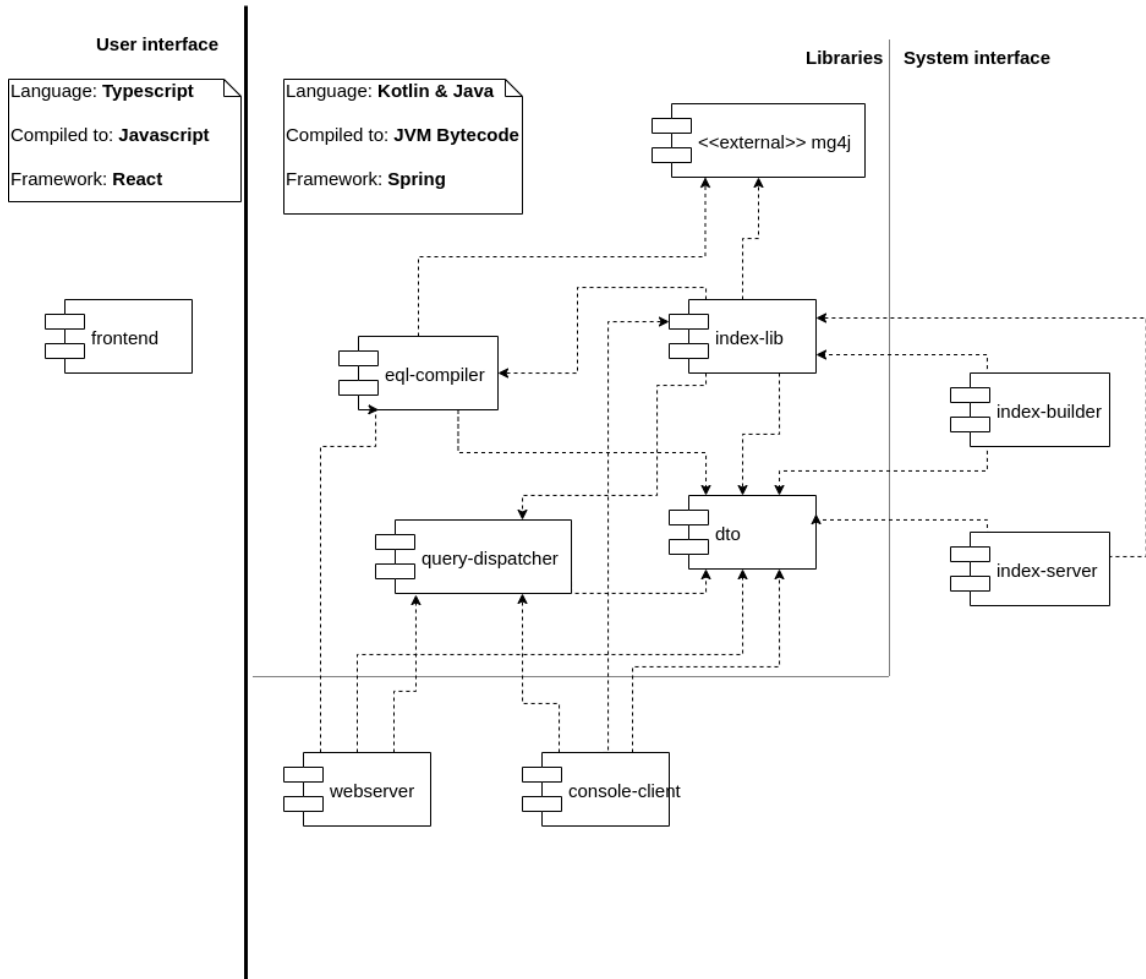 User interface
Libraries
System interface
Language: Typescript
Compiled to: Javascript
Framework: React
Language: Kotlin & Java
Compiled to: JVM Bytecode
Framework: Spring
<<external>> mg4j
frontend
index-lib
eql-compiler
index-builder
dto
query-dispatcher
index-server
webserver
console-client